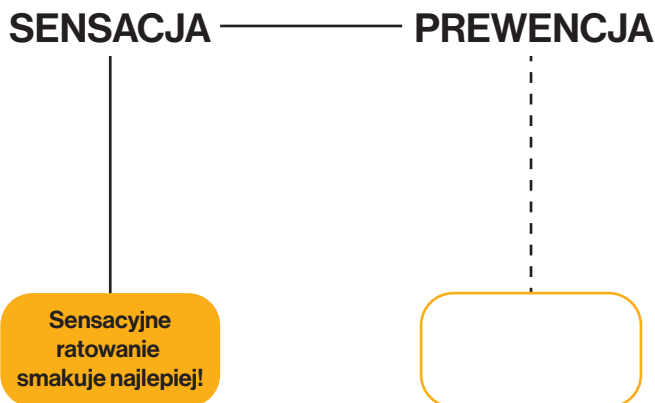 SENSACJA
PREWENCJA
Sensacyjne
ratowanie
smakuje najlepiej!